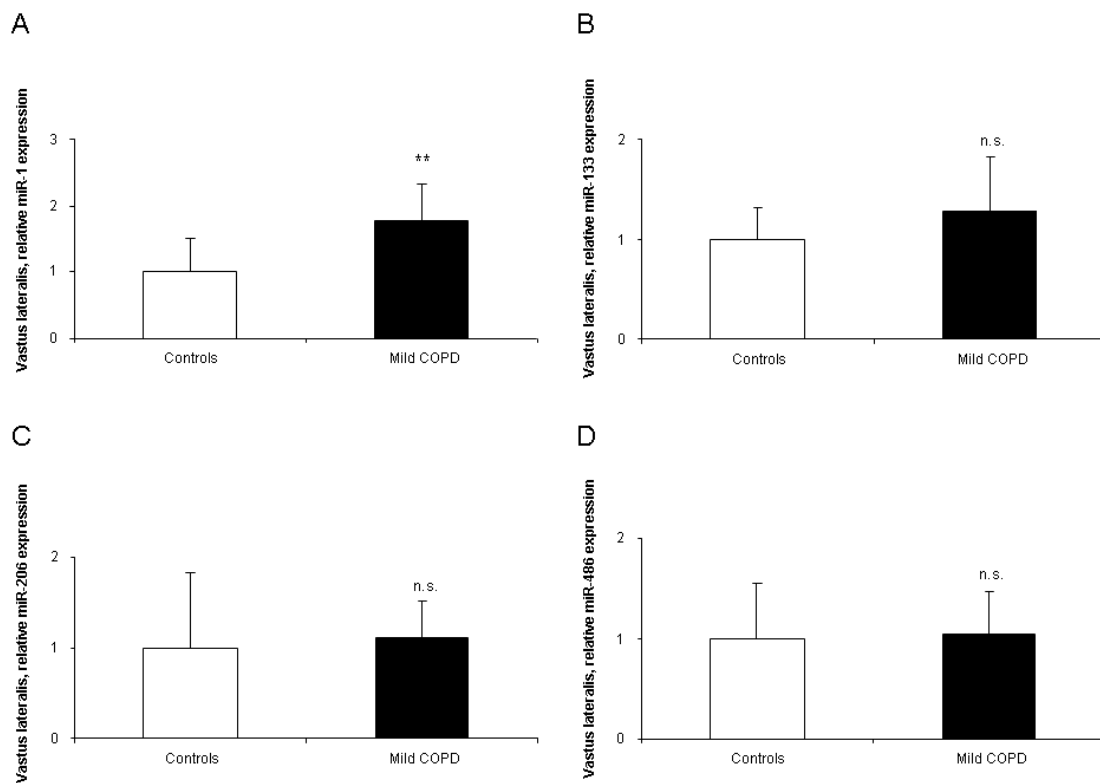 A
Vastus lateralis, relative miR-1 expression
3
2
1
0
**
Controls
Mild COPD
B
Vastus lateralis, relative miR-133 expression
2
1
0
n.s.
Controls
Mild COPD
C
Vastus lateralis, relative miR-206 expression
2
1
0
n.s.
Controls
Mild COPD
D
Vastus lateralis, relative miR-486 expression
2
1
0
n.s.
Controls
Mild COPD